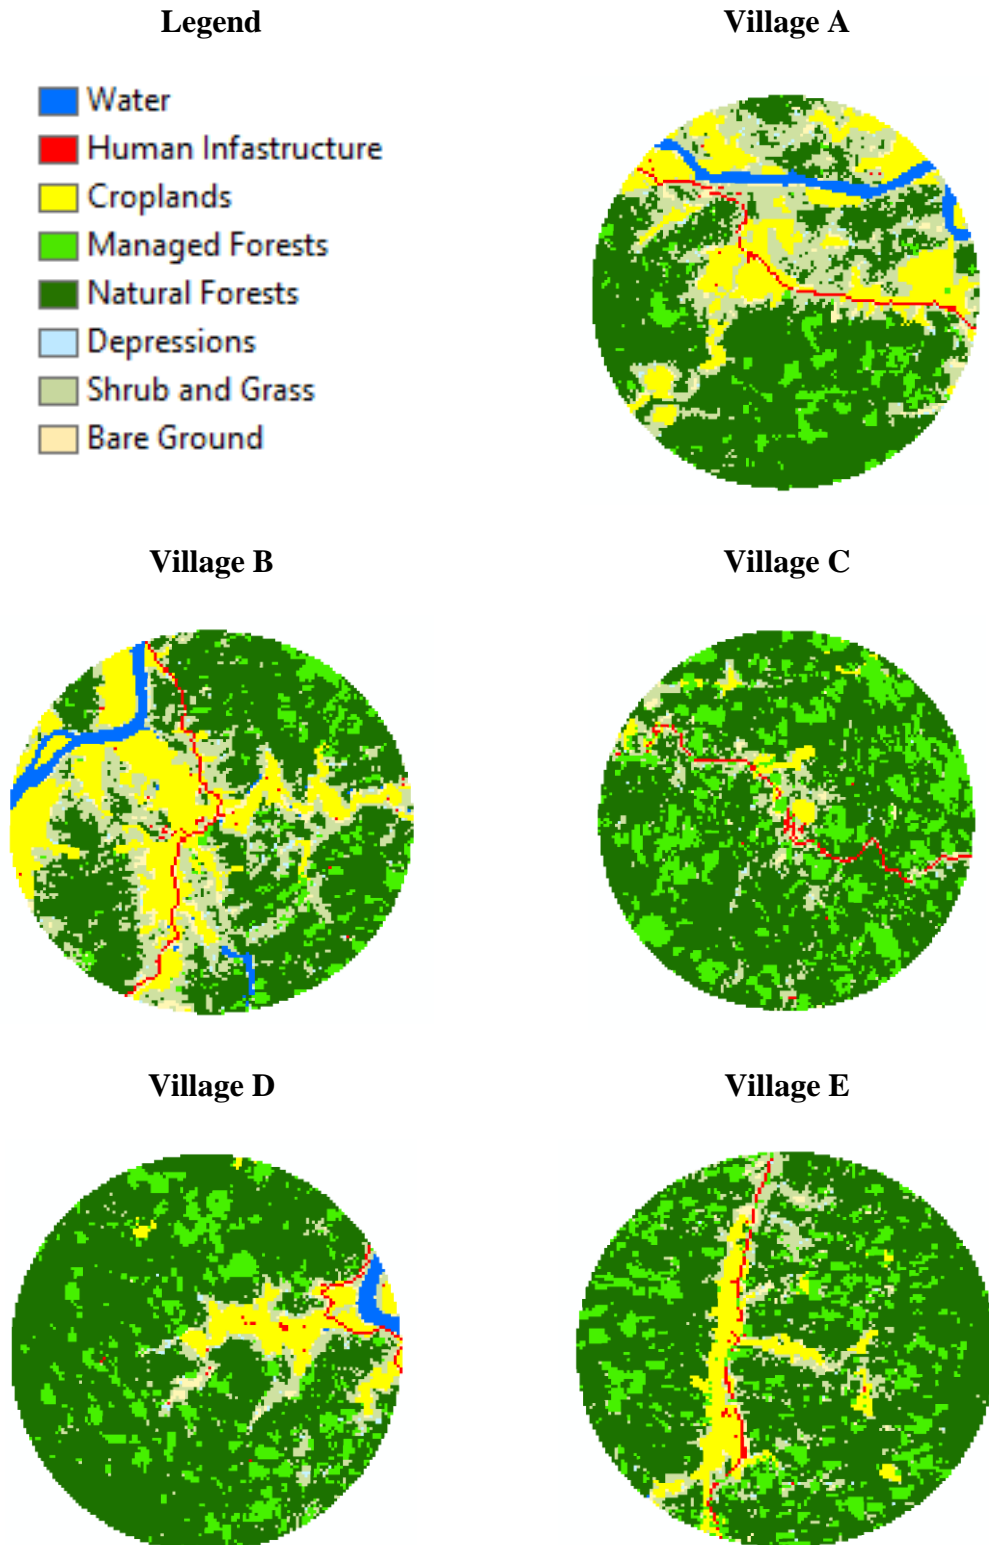 Legend
Village A
Water
Human Infastructure
Croplands
Managed Forests
Natural Forests
Depressions
Shrub and Grass
Bare Ground
Village B
Village C
Village D
Village E